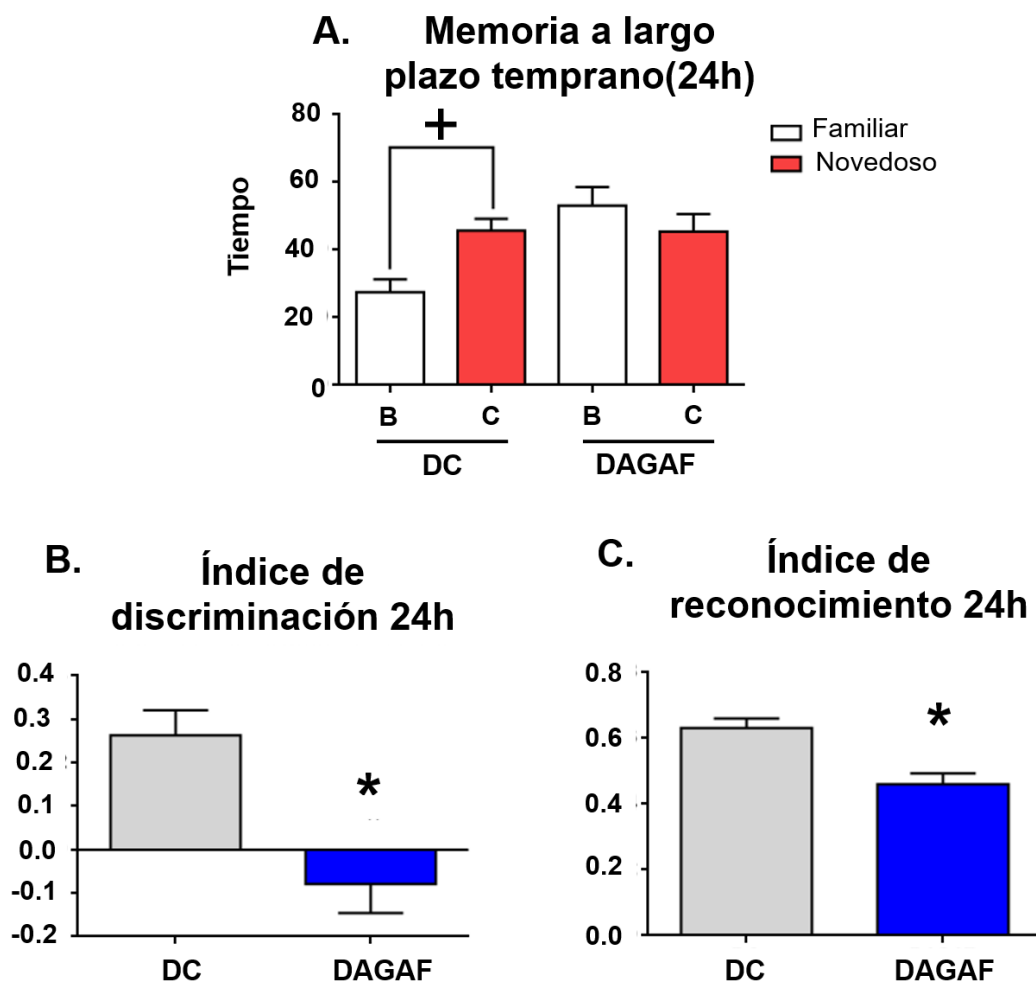 A. Memoria a largo
plazo temprano(24h)
80
60
40
20
0
Tiempo
+
Familiar
Novedoso
B C B C
DC DAGAF
B. Índice de
discriminación 24h
0.4
0.3
0.2
0.1
0.0
-0.1
-0.2
*
DC DAGAF
C. Índice de
reconocimiento 24h
0.8
0.6
0.4
0.2
0.0
*
DC DAGAF